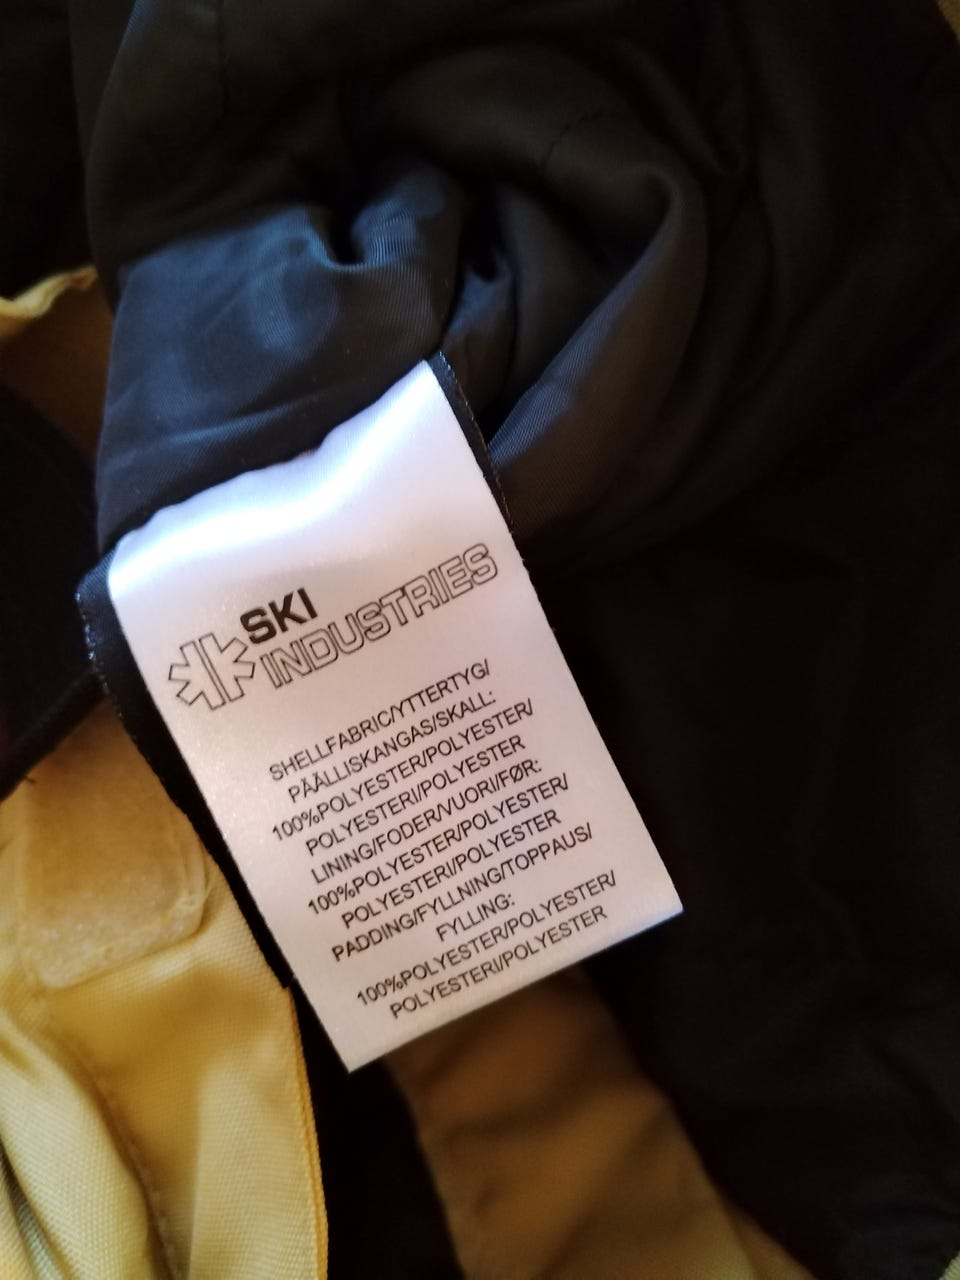 SKI
INDUSTRIES
SHELLFABRIC/YTTERTYG/
PÄÄLLISKANGAS/SKALL:
100%POLYESTER/POLYESTER/
POLYESTERI/POLYESTER
LINING/FODER/VUORI/FØR:
100%POLYESTER/POLYESTER/
POLYESTERI/POLYESTER
PADDING/FYLLNING/TOPPAUS/
FYLLING:
100%POLYESTER/POLYESTER/
POLYESTERI/POLYESTER